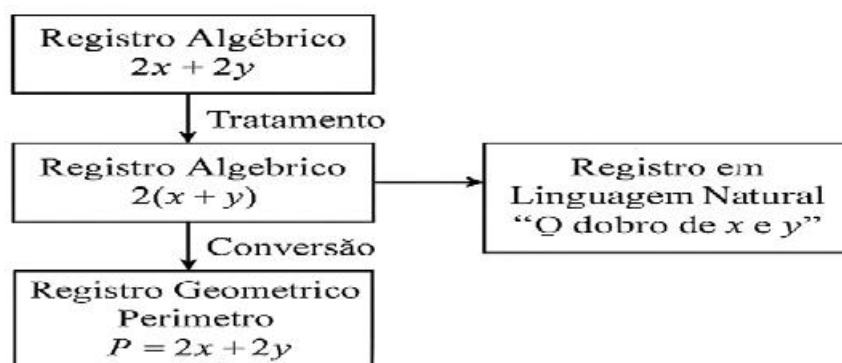 Registro Algébrico
2x + 2y
Tratamento
Registro Algebrico
2(x + y)
Registro em
Linguagem Natural
“O dobro de x e y”
Conversão
Registro Geometrico
Perimetro
P = 2x + 2y